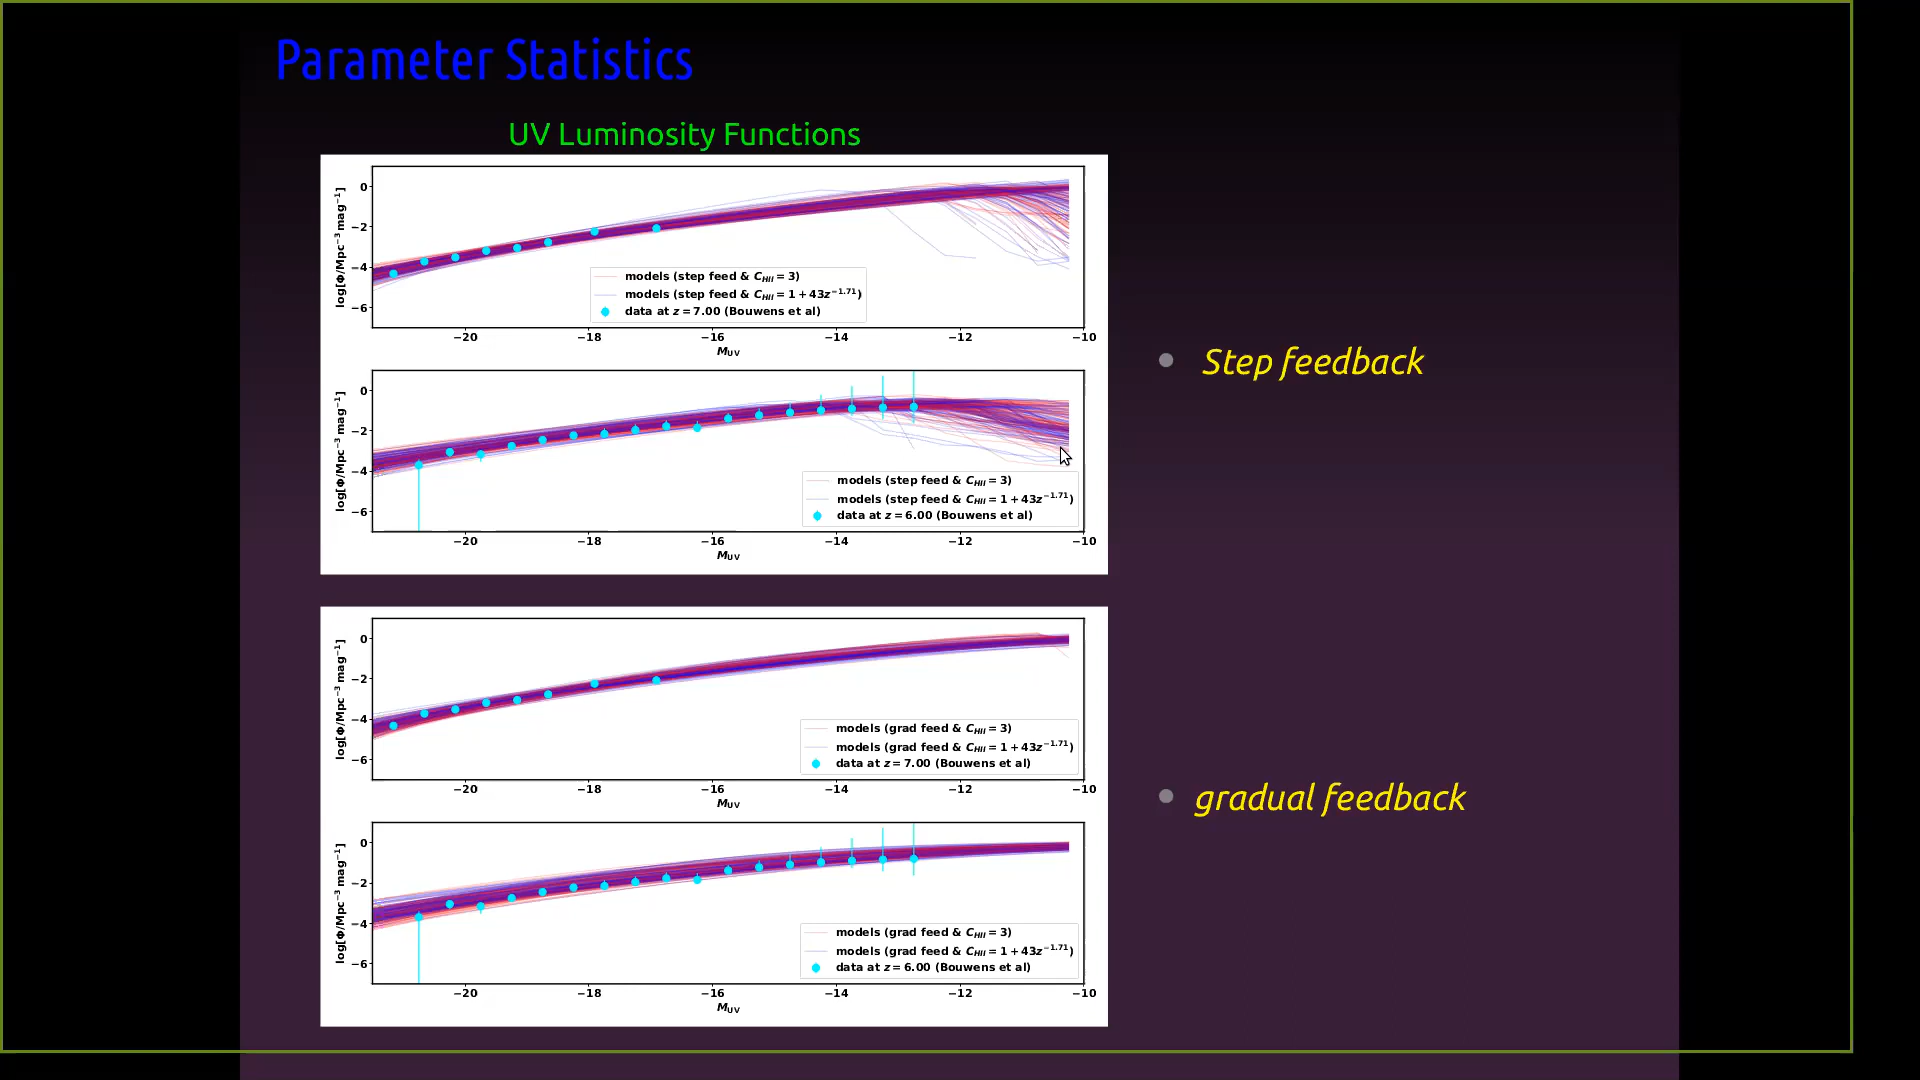 Parameter Statistics
UV Luminosity Functions
log[Φ/Mpc⁻³ mag⁻¹]
0
−2
−4
−6
models (step feed & C_HII = 3)
models (step feed & C_HII = 1 + 43z^−1.71)
data at z = 7.00 (Bouwens et al)
−20 −18 −16 −14 −12 −10
M_UV
log[Φ/Mpc⁻³ mag⁻¹]
0
−2
−4
−6
models (step feed & C_HII = 3)
models (step feed & C_HII = 1 + 43z^−1.71)
data at z = 6.00 (Bouwens et al)
−20 −18 −16 −14 −12 −10
M_UV
Step feedback
log[Φ/Mpc⁻³ mag⁻¹]
0
−2
−4
−6
models (grad feed & C_HII = 3)
models (grad feed & C_HII = 1 + 43z^−1.71)
data at z = 7.00 (Bouwens et al)
−20 −18 −16 −14 −12 −10
M_UV
log[Φ/Mpc⁻³ mag⁻¹]
0
−2
−4
−6
models (grad feed & C_HII = 3)
models (grad feed & C_HII = 1 + 43z^−1.71)
data at z = 6.00 (Bouwens et al)
−20 −18 −16 −14 −12 −10
M_UV
gradual feedback